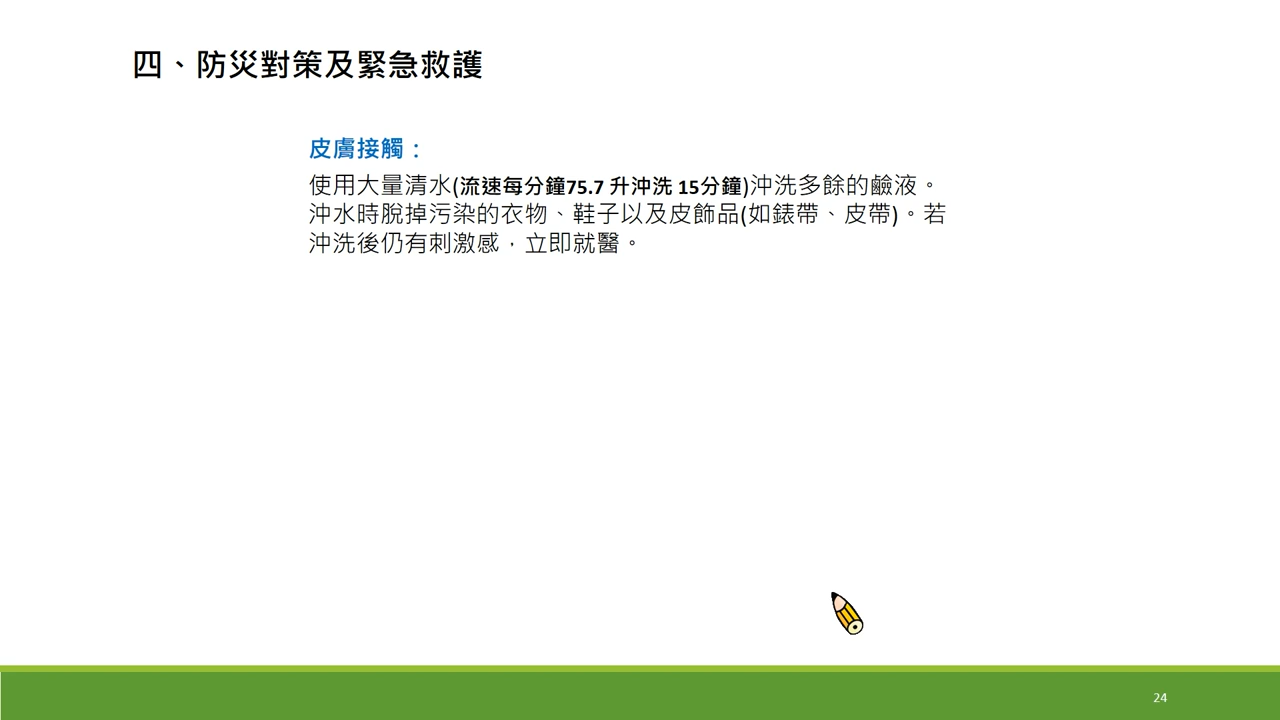 四、防災對策及緊急救護
皮膚接觸：
使用大量清水(流速每分鐘75.7 升沖洗 15分鐘)沖洗多餘的鹼液。
沖水時脫掉污染的衣物、鞋子以及皮飾品(如錶帶、皮帶)。若
沖洗後仍有刺激感，立即就醫。
24